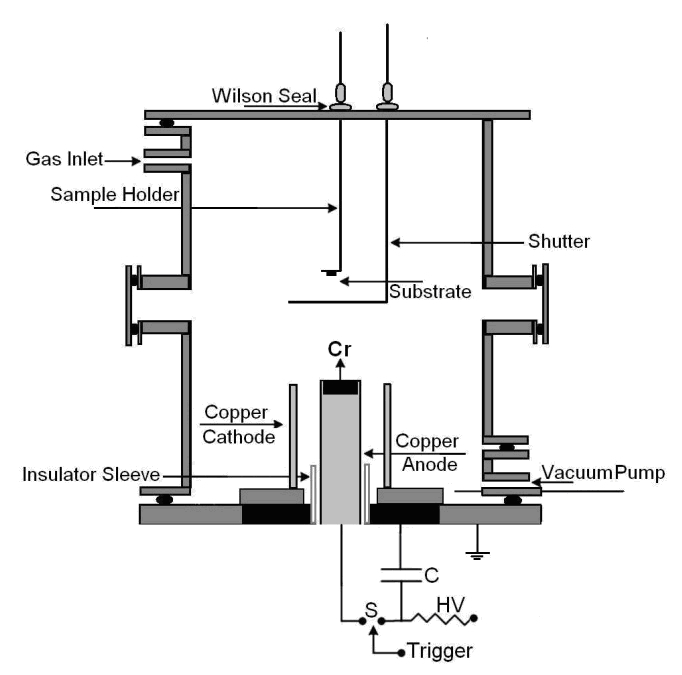 Wilson Seal
Gas Inlet
Sample Holder
Shutter
Substrate
Cr
Copper
Cathode
Copper
Anode
Insulator Sleeve
VacuumPump
C
S
HV
Trigger